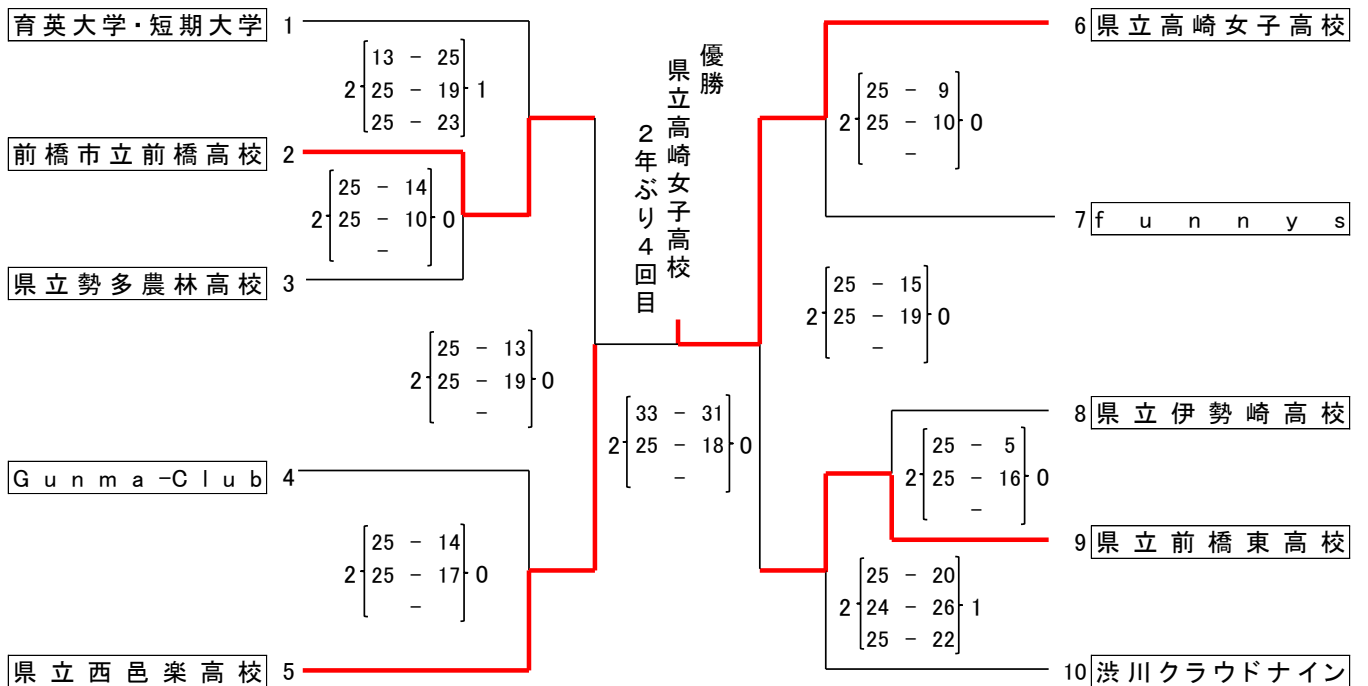 育英大学・短期大学 1
13 － 25
2 25 － 19 1
25 － 23
前橋市立前橋高校 2
25 － 14
2 25 － 10 0
－
県立勢多農林高校 3
25 － 13
2 25 － 19 0
－
Gunma-Club 4
25 － 14
2 25 － 17 0
－
県立西邑楽高校 5
優勝
県立高崎女子高校
２年ぶり４回目
33 － 31
2 25 － 18 0
－
6 県立高崎女子高校
25 － 9
2 25 － 10 0
－
7 funnys
25 － 15
2 25 － 19 0
－
8 県立伊勢崎高校
25 － 5
2 25 － 16 0
－
9 県立前橋東高校
25 － 20
2 24 － 26 1
25 － 22
10 渋川クラウドナイン